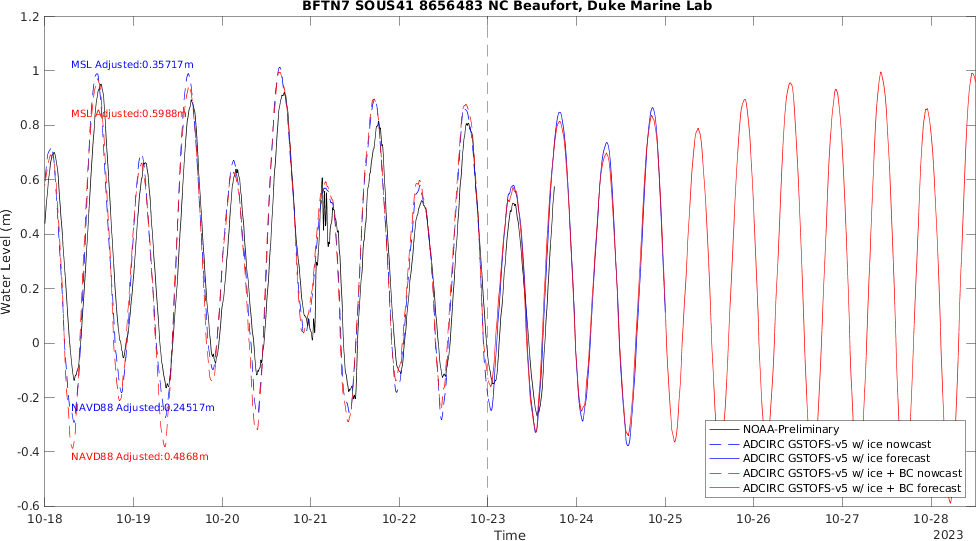 BFTN7 SOUS41 8656483 NC Beaufort, Duke Marine Lab
1.2
1
0.8
0.6
0.4
0.2
0
-0.2
-0.4
-0.6
Water Level (m)
MSL Adjusted:0.35717m
MSL Adjusted:0.5988m
NAVD88 Adjusted:0.24517m
NAVD88 Adjusted:0.4868m
NOAA-Preliminary
ADCIRC GSTOFS-v5 w/ ice nowcast
ADCIRC GSTOFS-v5 w/ ice forecast
ADCIRC GSTOFS-v5 w/ ice + BC nowcast
ADCIRC GSTOFS-v5 w/ ice + BC forecast
10-18 10-19 10-20 10-21 10-22 10-23 10-24 10-25 10-26 10-27 10-28
Time
2023